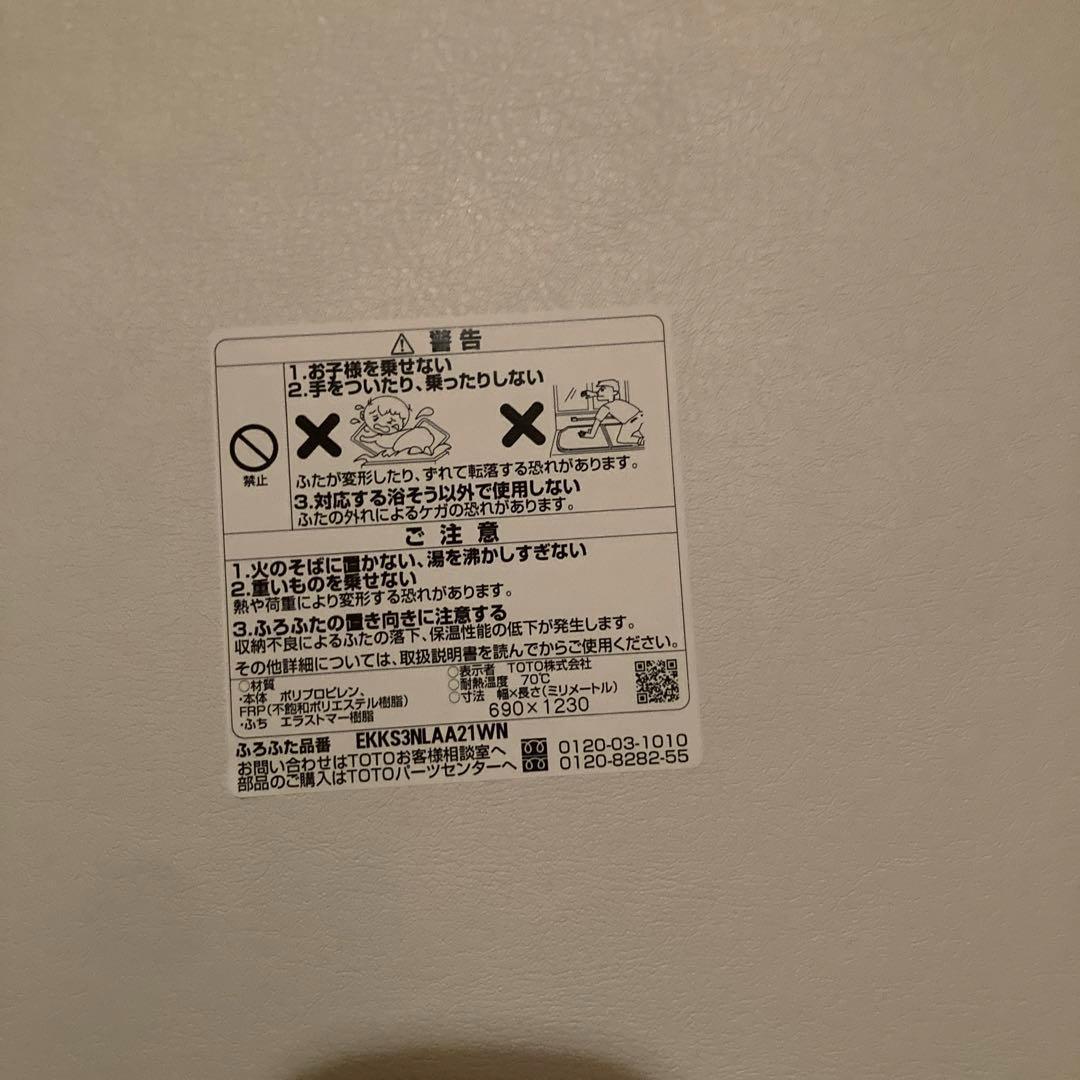 警告
禁止
1.お子様を乗せない
2.手をついたり、乗ったりしない
ふたが変形したり、ずれて転落する恐れがあります。
3.対応する浴そう以外で使用しない
ふたの外れによるケガの恐れがあります。
ご注意
1.火のそばに置かない、湯を沸かしすぎない
2.重いものを乗せない
熱や荷重により変形する恐れがあります。
3.ふろふたの置き向きに注意する
収納不良によるふたの落下、保温性能の低下が発生します。
その他詳細については、取扱説明書を読んでからご使用ください。
○材質
・本体 ポリプロピレン、
FRP(不飽和ポリエステル樹脂)
・ふち エラストマー樹脂
○表示者 TOTO株式会社
○耐熱温度 70℃
○寸法 幅×長さ(ミリメートル)
690×1230
ふろふた品番 EKKS3NLAA21WN
お問い合わせはTOTOお客様相談室へ 0120-03-1010
部品のご購入はTOTOパーツセンターへ 0120-8282-55